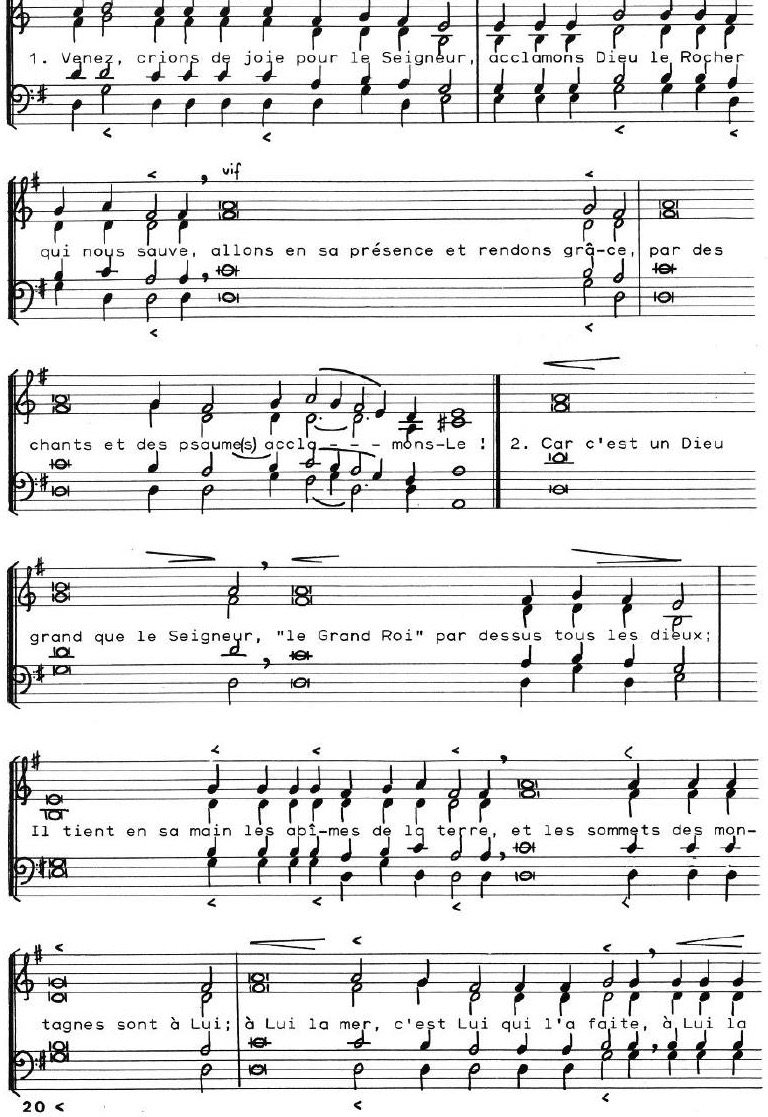 1. Venez, crions de joie pour le Seigneur, acclamons Dieu le Rocher
vif
qui nous sauve, allons en sa présence et rendons grâ-ce, par des
chants et des psaume(s) accla - - - mons-Le ! 2. Car c'est un Dieu
grand que le Seigneur, "le Grand Roi" par dessus tous les dieux;
Il tient en sa main les abî-mes de la terre, et les sommets des mon-
tagnes sont à Lui; à Lui la mer, c'est Lui qui l'a faite, à Lui la
20